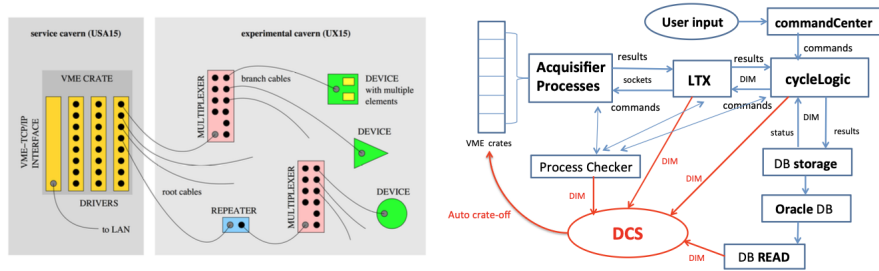 service cavern (USA15)
experimental cavern (UX15)
VME CRATE
VME-TCP/IP
INTERFACE
DRIVERS
to LAN
root cables
MULTIPLEXER
branch cables
DEVICE
with multiple
elements
DEVICE
MULTIPLEXER
DEVICE
REPEATER
User input
commandCenter
commands
Acquisifier
Processes
results
sockets
LTX
results
DIM
cycleLogic
commands
commands
VME crates
Process Checker
DIM
DIM
DIM
status
DIM
results
DB storage
Oracle DB
DB READ
DIM
DCS
Auto crate-off